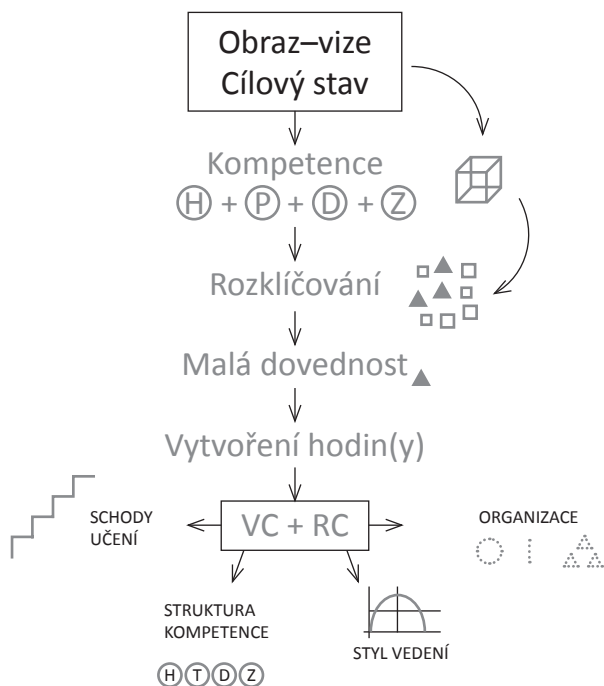 Obraz–vize
Cílový stav
Kompetence
H + P + D + Z
Rozklíčování
Malá dovednost
Vytvoření hodin(y)
SCHODY
UČENÍ
VC + RC
ORGANIZACE
STRUKTURA
KOMPETENCE
H T D Z
STYL VEDENÍ